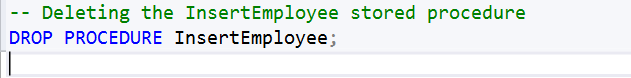 -- Deleting the InsertEmployee stored procedure
DROP PROCEDURE InsertEmployee;